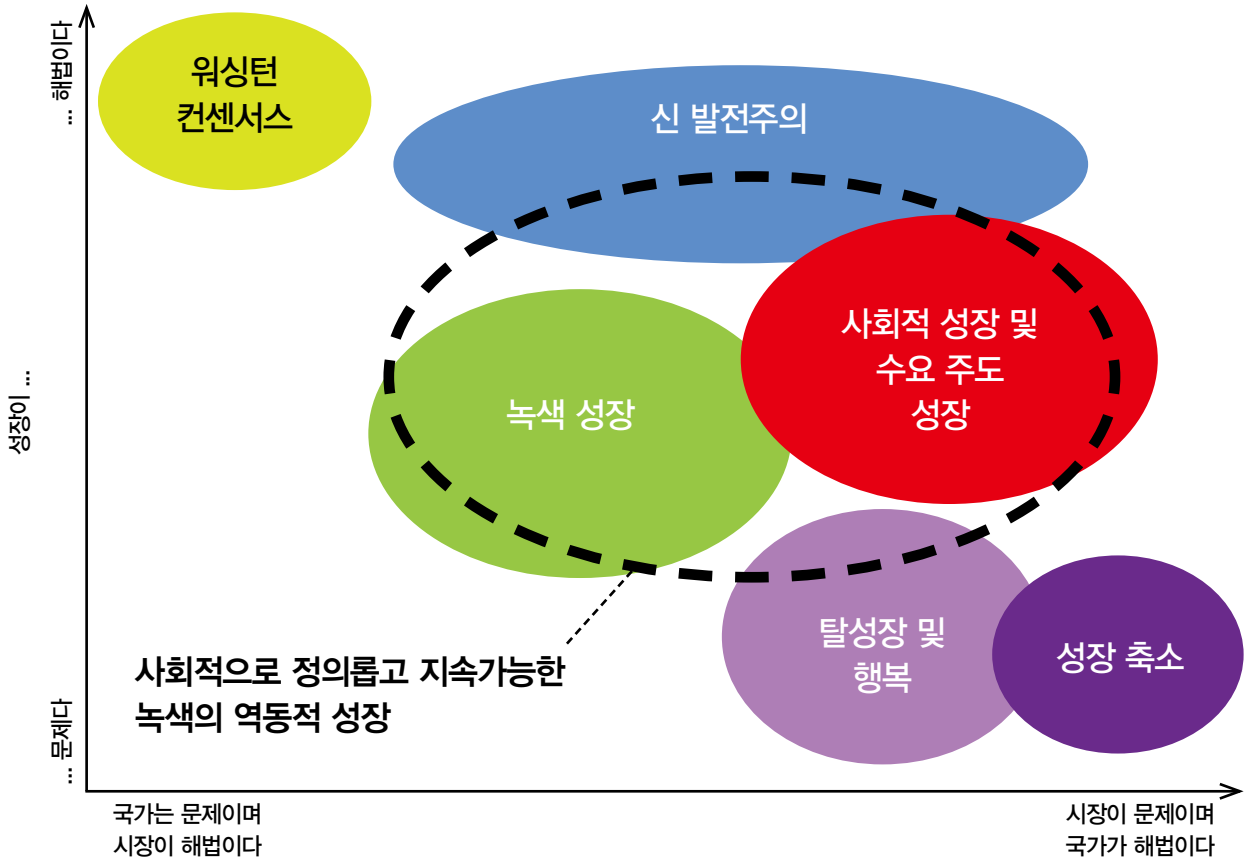 ... 해법이다
성장이 ...
... 문제다
워싱턴
컨센서스
신 발전주의
사회적 성장 및
수요 주도
성장
녹색 성장
탈성장 및
행복
성장 축소
사회적으로 정의롭고 지속가능한
녹색의 역동적 성장
국가는 문제이며
시장이 해법이다
시장이 문제이며
국가가 해법이다